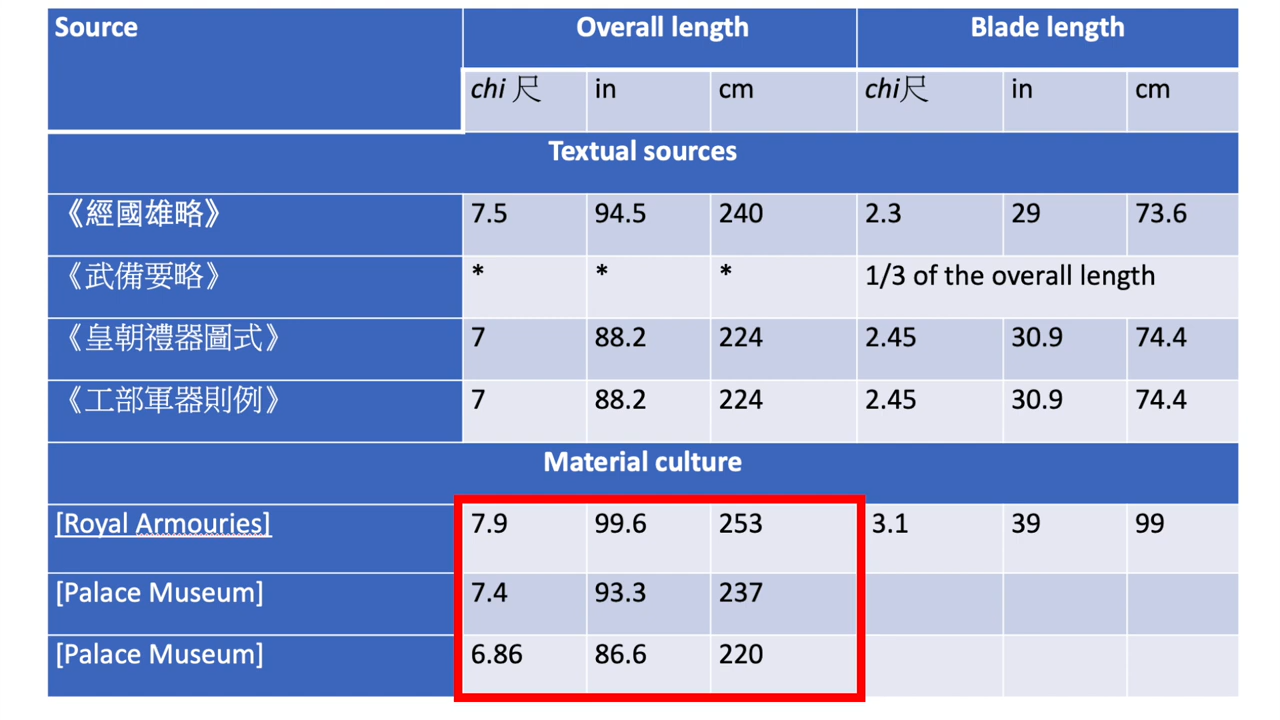 Source Overall length Blade length
chi 尺 in cm chi尺 in cm
Textual sources
《經國雄略》 7.5 94.5 240 2.3 29 73.6
《武備要略》 * * * 1/3 of the overall length
《皇朝禮器圖式》 7 88.2 224 2.45 30.9 74.4
《工部軍器則例》 7 88.2 224 2.45 30.9 74.4
Material culture
[Royal Armouries] 7.9 99.6 253 3.1 39 99
[Palace Museum] 7.4 93.3 237
[Palace Museum] 6.86 86.6 220